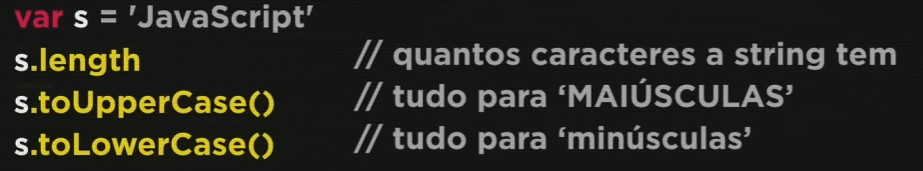 var s = 'JavaScript'
s.length // quantos caracteres a string tem
s.toUpperCase() // tudo para ‘MAIÚSCULAS’
s.toLowerCase() // tudo para ‘minúsculas’